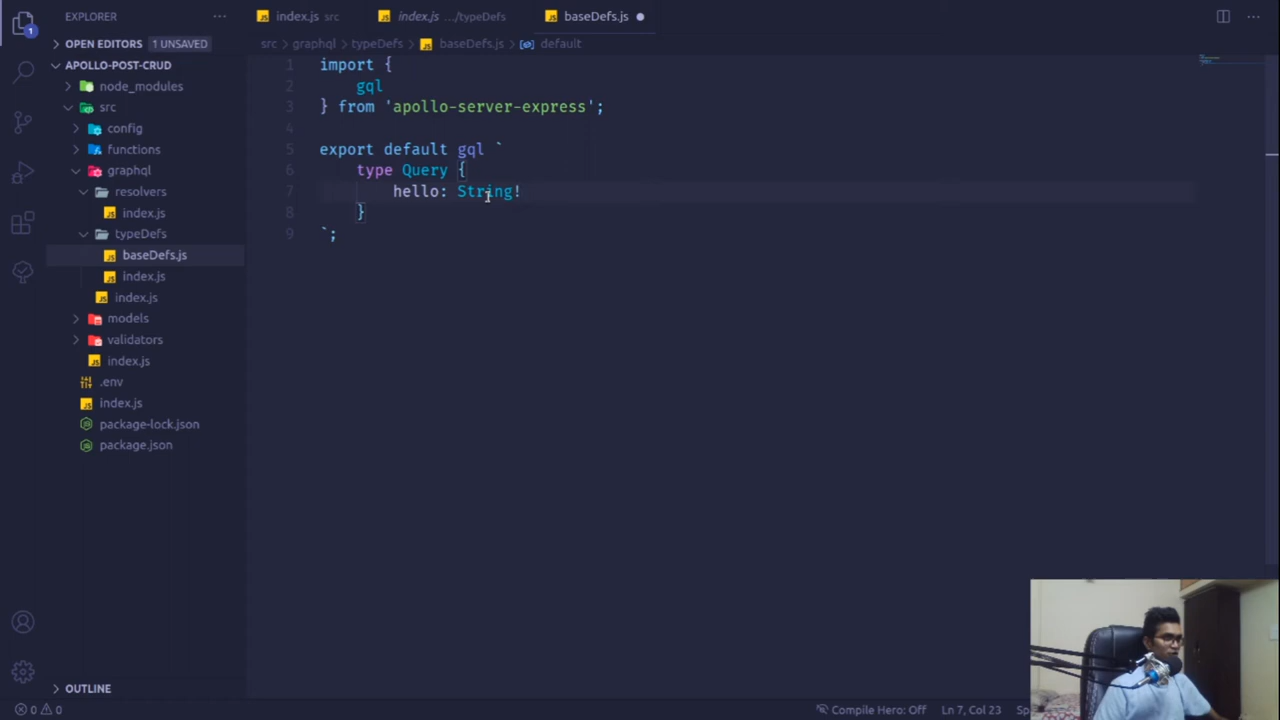 EXPLORER
index.js src
index.js .../typeDefs
baseDefs.js
OPEN EDITORS 1 UNSAVED
src > graphql > typeDefs > baseDefs.js > default
APOLLO-POST-CRUD
node_modules
src
config
functions
graphql
resolvers
index.js
typeDefs
baseDefs.js
index.js
index.js
models
validators
index.js
.env
index.js
package-lock.json
package.json
OUTLINE
1 import {
2 gql
3 } from 'apollo-server-express';
4
5 export default gql `
6 type Query {
7 hello: String!
8 }
9 `;
1
0 0
Compile Hero: Off
Ln 7, Col 23